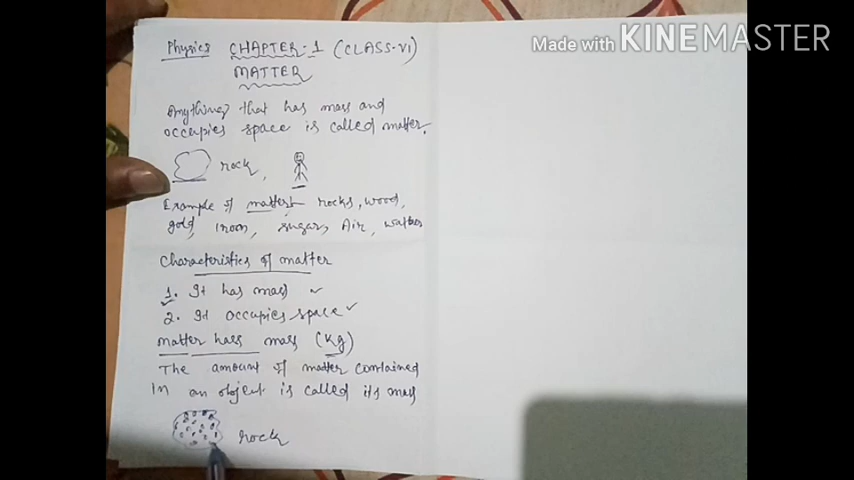 Physics CHAPTER-1 (CLASS-VI)
MATTER
Anything that has mass and
occupies space is called matter.
rock,
Example of matter rocks, wood,
gold, Iron, sugar, Air, water
Characteristics of matter
1. It has mass
2. It occupies space
matter hass mass (Kg)
The amount of matter contained
In an object is called its mass
rock
Made with KINEMASTER